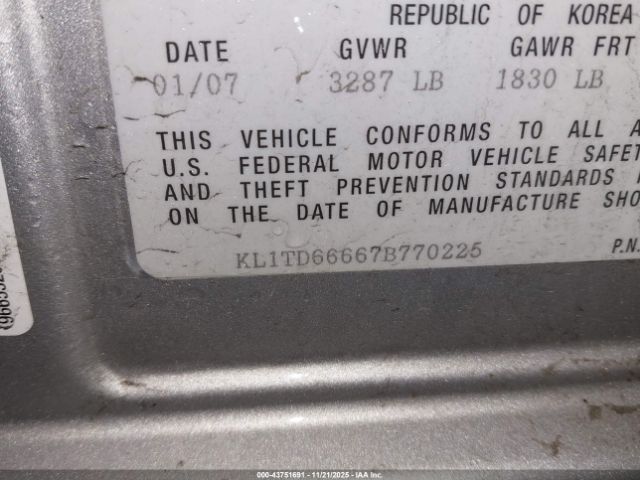 REPUBLIC OF KOREA
DATE GVWR GAWR FRT
01/07 3287 LB 1830 LB
THIS VEHICLE CONFORMS TO ALL A
U.S. FEDERAL MOTOR VEHICLE SAFET
AND THEFT PREVENTION STANDARDS
ON THE DATE OF MANUFACTURE SHO
KL1TD66667B770225 P.N.
000-43751691 - 11/21/2025 - IAA Inc.